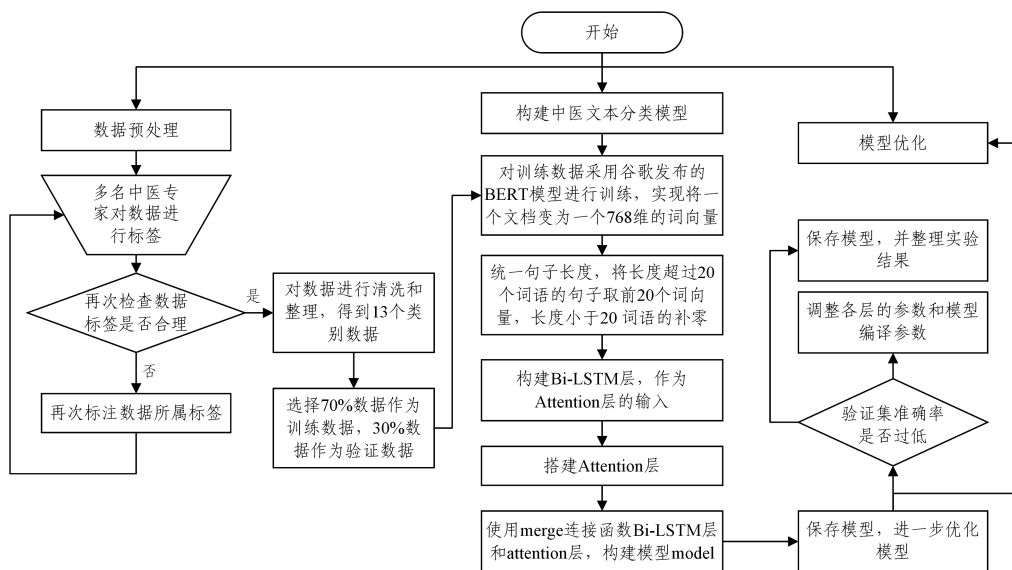 开始
数据预处理
多名中医专
家对数据进
行标签
再次检查数据
标签是否合理
是
否
再次标注数据所属标签
对数据进行清洗和
整理，得到13个类
别数据
选择70%数据作为
训练数据，30%数
据作为验证数据
构建中医文本分类模型
对训练数据采用谷歌发布的
BERT模型进行训练，实现将一
个文档变为一个768维的词向量
统一句子长度，将长度超过20
个词语的句子取前20个词向
量，长度小于20 词语的补零
构建Bi-LSTM层，作为
Attention层的输入
搭建Attention层
使用merge连接函数Bi-LSTM层
和attention层，构建模型model
模型优化
保存模型，并整理实验
结果
调整各层的参数和模型
编译参数
验证集准确率
是否过低
保存模型，进一步优化
模型